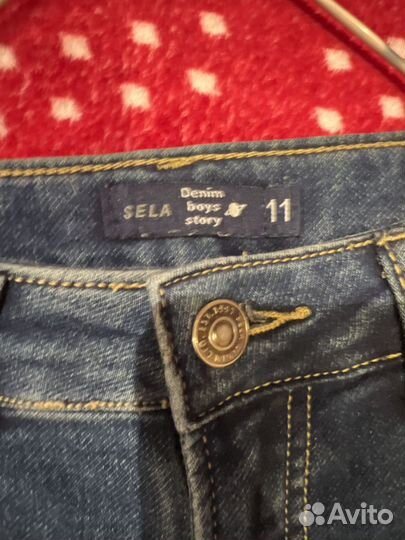 SELA
Denim
boys
story
11
Avito